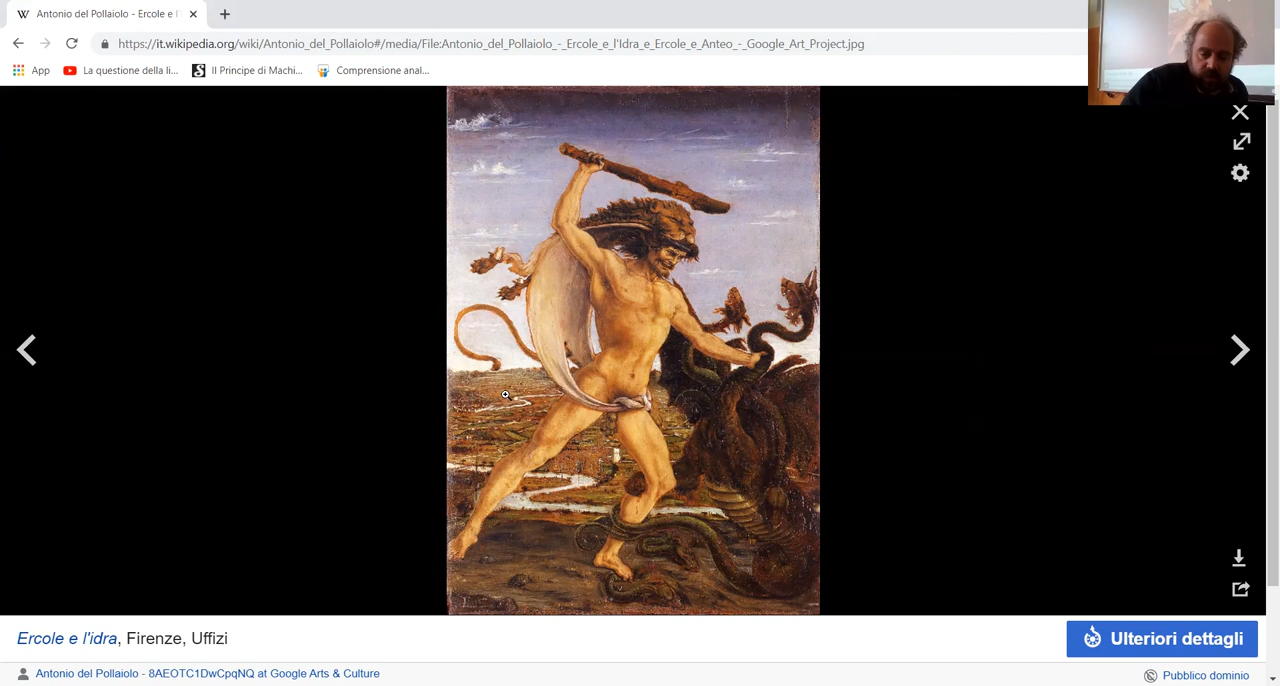 Antonio del Pollaiolo - Ercole e l
https://it.wikipedia.org/wiki/Antonio_del_Pollaiolo#/media/File:Antonio_del_Pollaiolo_-_Ercole_e_l'Idra_e_Ercole_e_Anteo_-_Google_Art_Project.jpg
App La questione della li... Il Principe di Machi... Comprensione anal...
Ercole e l'idra, Firenze, Uffizi
Ulteriori dettagli
Antonio del Pollaiolo - 8AEOTC1DwCpqNQ at Google Arts & Culture
Pubblico dominio